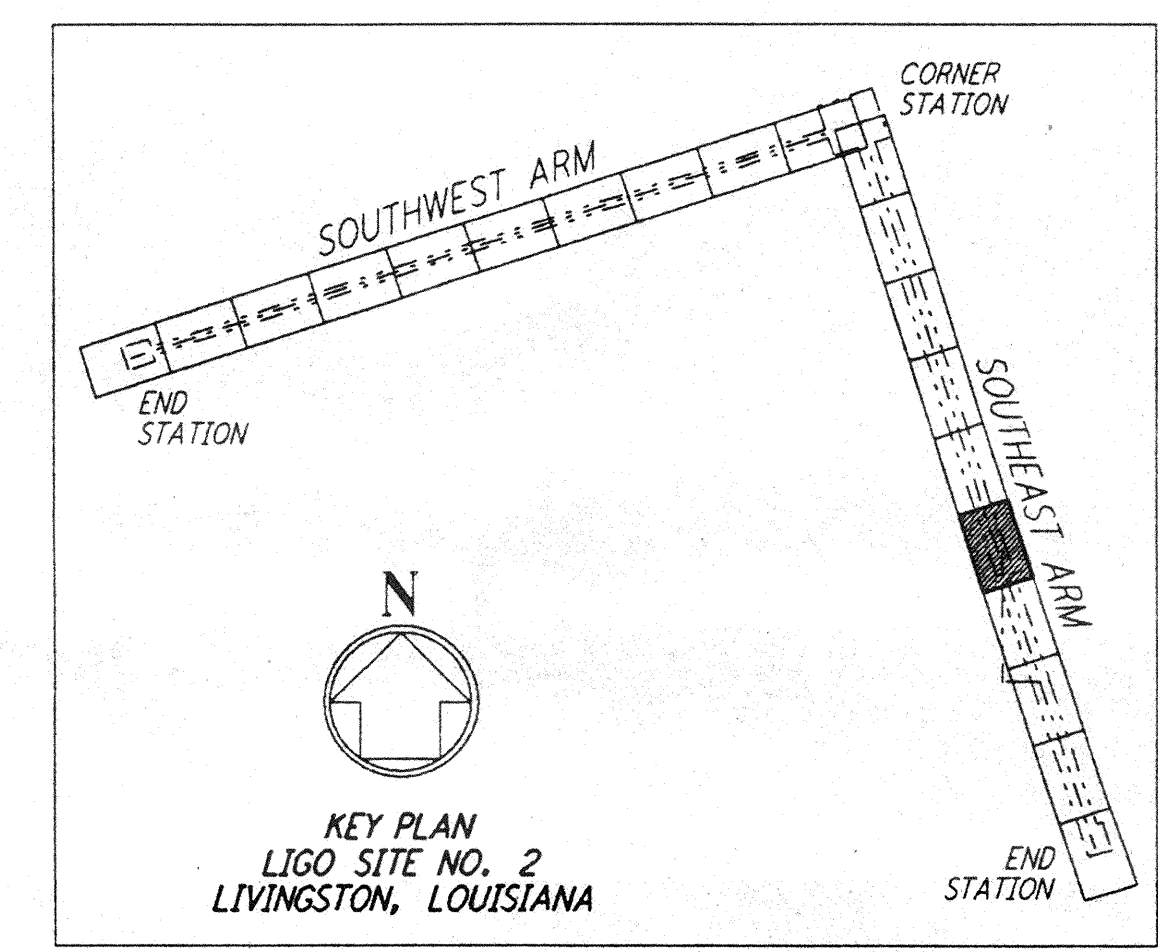 CORNER
STATION
SOUTHWEST ARM
END
STATION
SOUTHEAST ARM
N
KEY PLAN
LIGO SITE NO. 2
LIVINGSTON, LOUISIANA
END
STATION